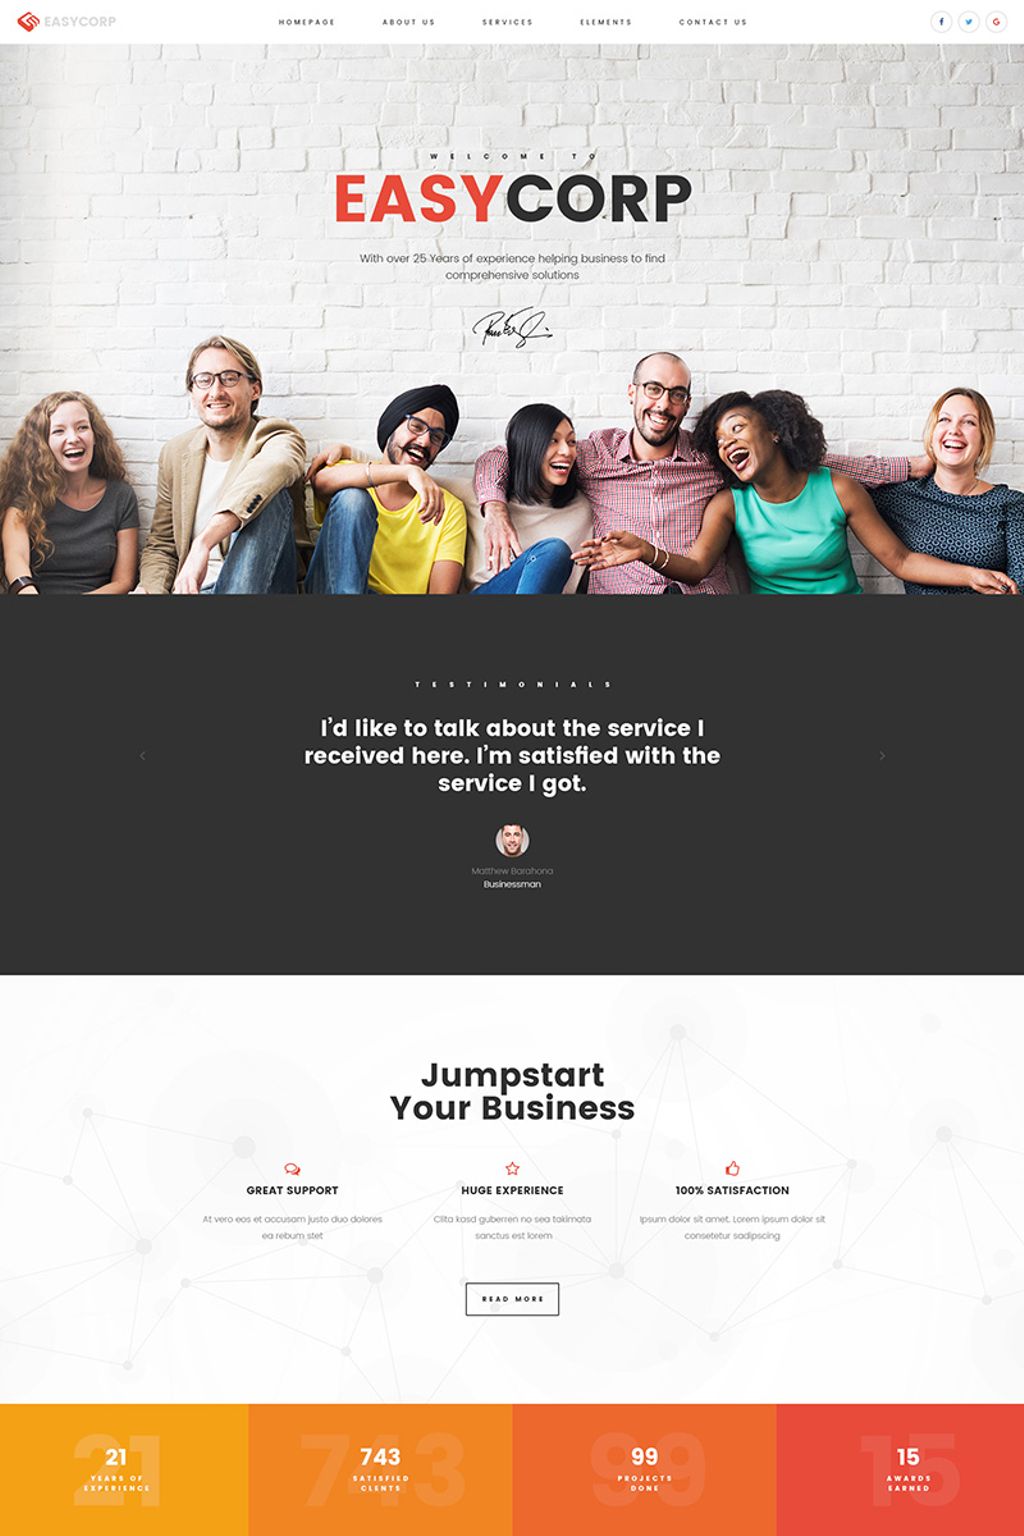 EASYCORP
HOMEPAGE
ABOUT US
SERVICES
ELEMENTS
CONTACT US
WELCOME TO
EASYCORP
With over 25 Years of experience helping business to find
comprehensive solutions
TESTIMONIALS
I'd like to talk about the service I
received here. I'm satisfied with the
service I got.
Matthew Barahona
Businessman
Jumpstart
Your Business
GREAT SUPPORT
At vero eos et accusam justo duo dolores
ea rebum stet
HUGE EXPERIENCE
Clita kasd guberren no sea takimata
sanctus est lorem
100% SATISFACTION
Ipsum dolor sit amet. Lorem ipsum dolor sit
consetetur sadipscing
READ MORE
21
21
YEARS OF
EXPERIENCE
743
743
SATISFIED
CLENTS
99
99
PROJECTS
DONE
15
15
AWARDS
EARNED